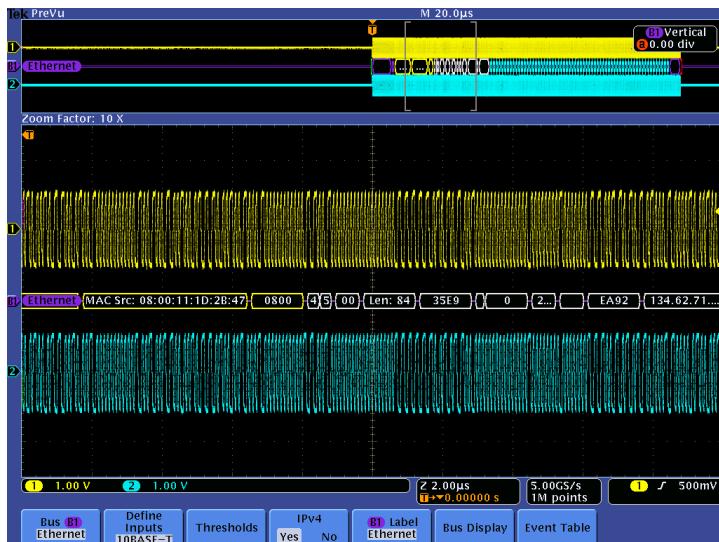 Tek PreVu M 20.0µs
T
1
B1 Vertical
a 0.00 div
B1 Ethernet ... ...
2
Zoom Factor: 10 X
T
1
B1 Ethernet MAC Src: 08:00:11:1D:2B:47 0800 4 5 00 Len: 84 35E9 0 2... EA92 134.62.71....
2
1 1.00 V 2 1.00 V
Z 2.00µs
T→▼0.00000 s
5.00GS/s
1M points
1 ∫ 500mV
Bus B1
Ethernet
Define
Inputs
10BASE-T
Thresholds
IPv4
Yes No
B1 Label
Ethernet
Bus Display
Event Table